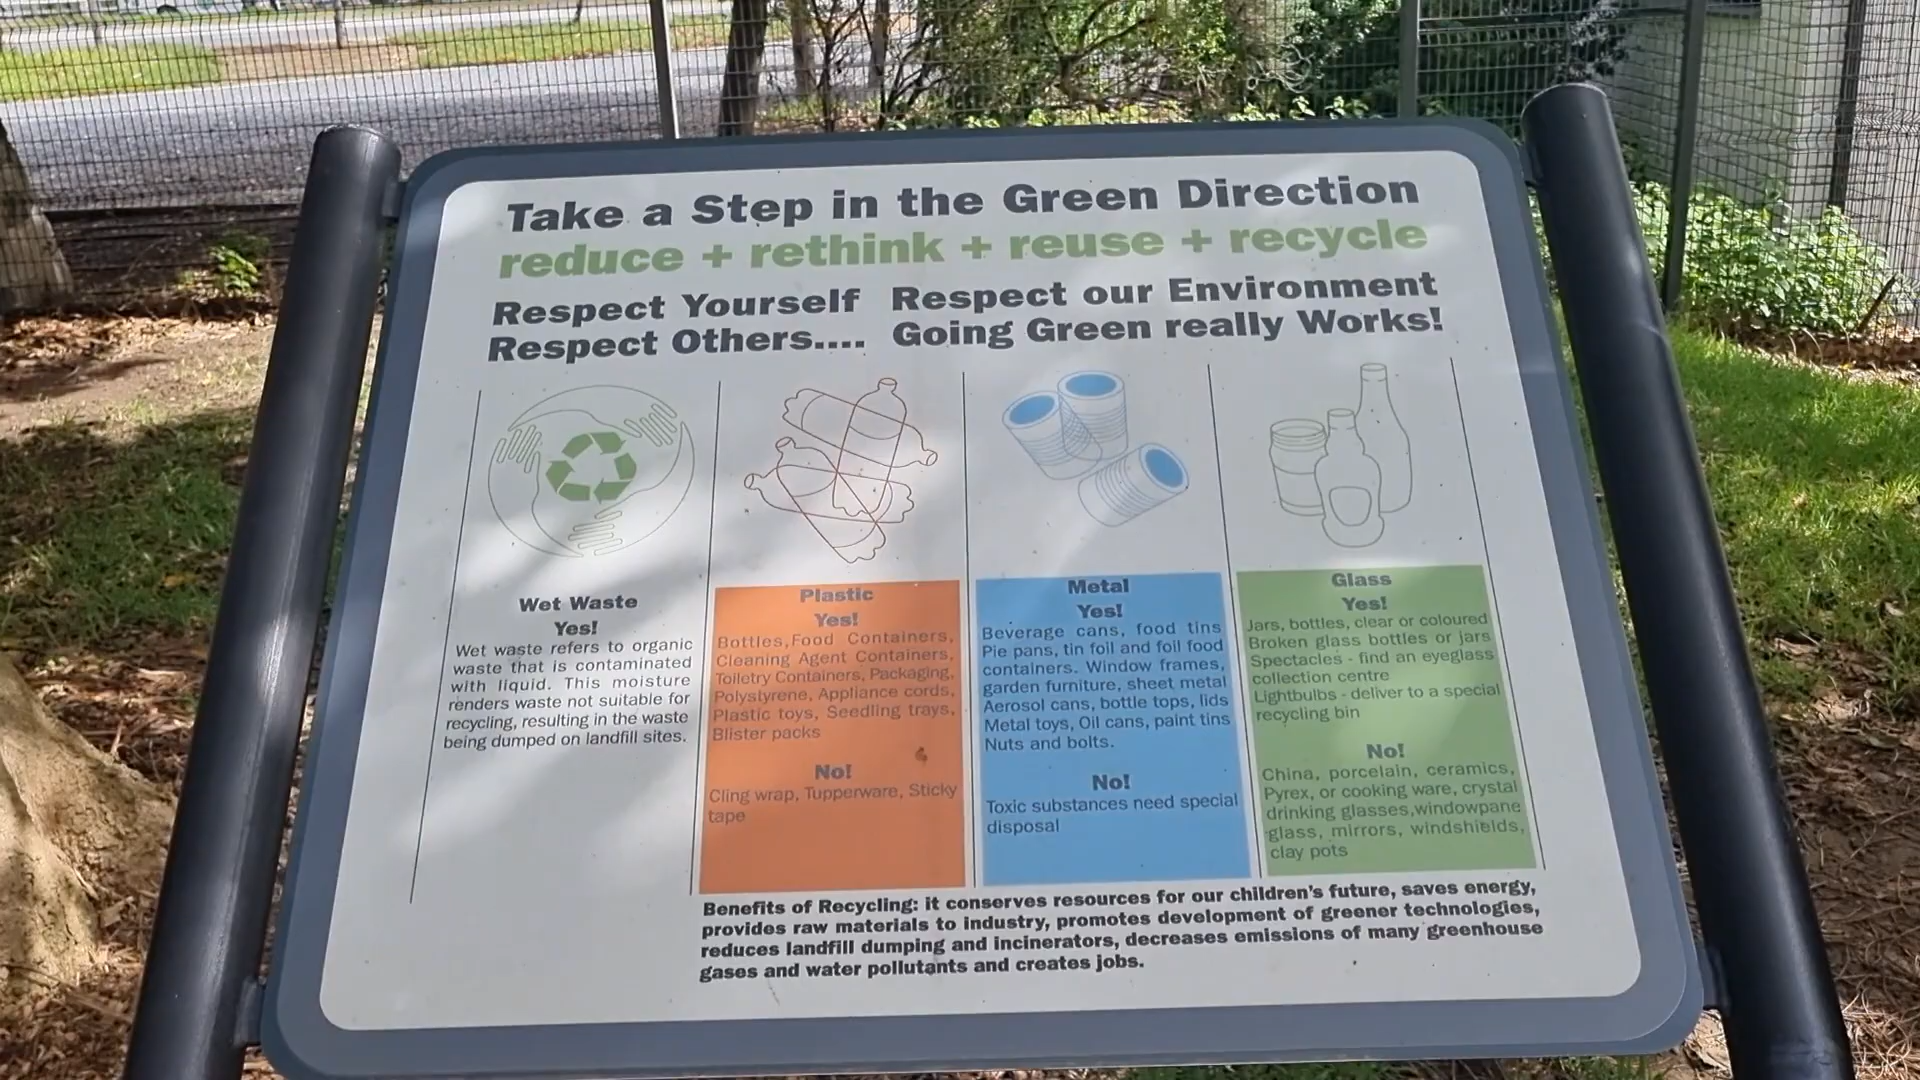 Take a Step in the Green Direction
reduce + rethink + reuse + recycle
Respect Yourself Respect our Environment
Respect Others.... Going Green really Works!
Wet Waste
Yes!
Wet waste refers to organic
waste that is contaminated
with liquid. This moisture
renders waste not suitable for
recycling, resulting in the waste
being dumped on landfill sites.
Plastic
Yes!
Bottles,Food Containers,
Cleaning Agent Containers,
Toiletry Containers, Packaging,
Polystyrene, Appliance cords,
Plastic toys, Seedling trays,
Blister packs
No!
Cling wrap, Tupperware, Sticky
tape
Metal
Yes!
Beverage cans, food tins
Pie pans, tin foil and foil food
containers. Window frames,
garden furniture, sheet metal
Aerosol cans, bottle tops, lids
Metal toys, Oil cans, paint tins
Nuts and bolts.
No!
Toxic substances need special
disposal
Glass
Yes!
Jars, bottles, clear or coloured
Broken glass bottles or jars
Spectacles - find an eyeglass
collection centre
Lightbulbs - deliver to a special
recycling bin
No!
China, porcelain, ceramics,
Pyrex, or cooking ware, crystal
drinking glasses,windowpane
glass, mirrors, windshields,
clay pots
Benefits of Recycling: it conserves resources for our children's future, saves energy,
provides raw materials to industry, promotes development of greener technologies,
reduces landfill dumping and incinerators, decreases emissions of many greenhouse
gases and water pollutants and creates jobs.